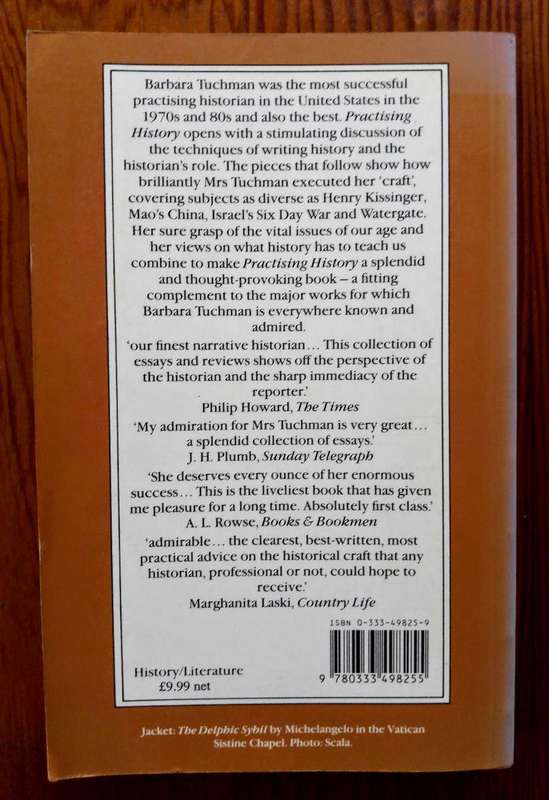 Barbara Tuchman was the most successful
practising historian in the United States in the
1970s and 80s and also the best. Practising
History opens with a stimulating discussion of
the techniques of writing history and the
historian's role. The pieces that follow show how
brilliantly Mrs Tuchman executed her ‘craft’,
covering subjects as diverse as Henry Kissinger,
Mao's China, Israel's Six Day War and Watergate.
Her sure grasp of the vital issues of our age and
her views on what history has to teach us
combine to make Practising History a splendid
and thought-provoking book – a fitting
complement to the major works for which
Barbara Tuchman is everywhere known and
admired.
‘our finest narrative historian... This collection of
essays and reviews shows off the perspective of
the historian and the sharp immediacy of the
reporter.’
Philip Howard, The Times
‘My admiration for Mrs Tuchman is very great...
a splendid collection of essays.’
J. H. Plumb, Sunday Telegraph
‘She deserves every ounce of her enormous
success... This is the liveliest book that has given
me pleasure for a long time. Absolutely first class.’
A. L. Rowse, Books & Bookmen
‘admirable... the clearest, best-written, most
practical advice on the historical craft that any
historian, professional or not, could hope to
receive.’
Marghanita Laski, Country Life
ISBN 0-333-49825-9
9 780333 498255
History/Literature
£9.99 net
Jacket: The Delphic Sybil by Michelangelo in the Vatican
Sistine Chapel. Photo: Scala.